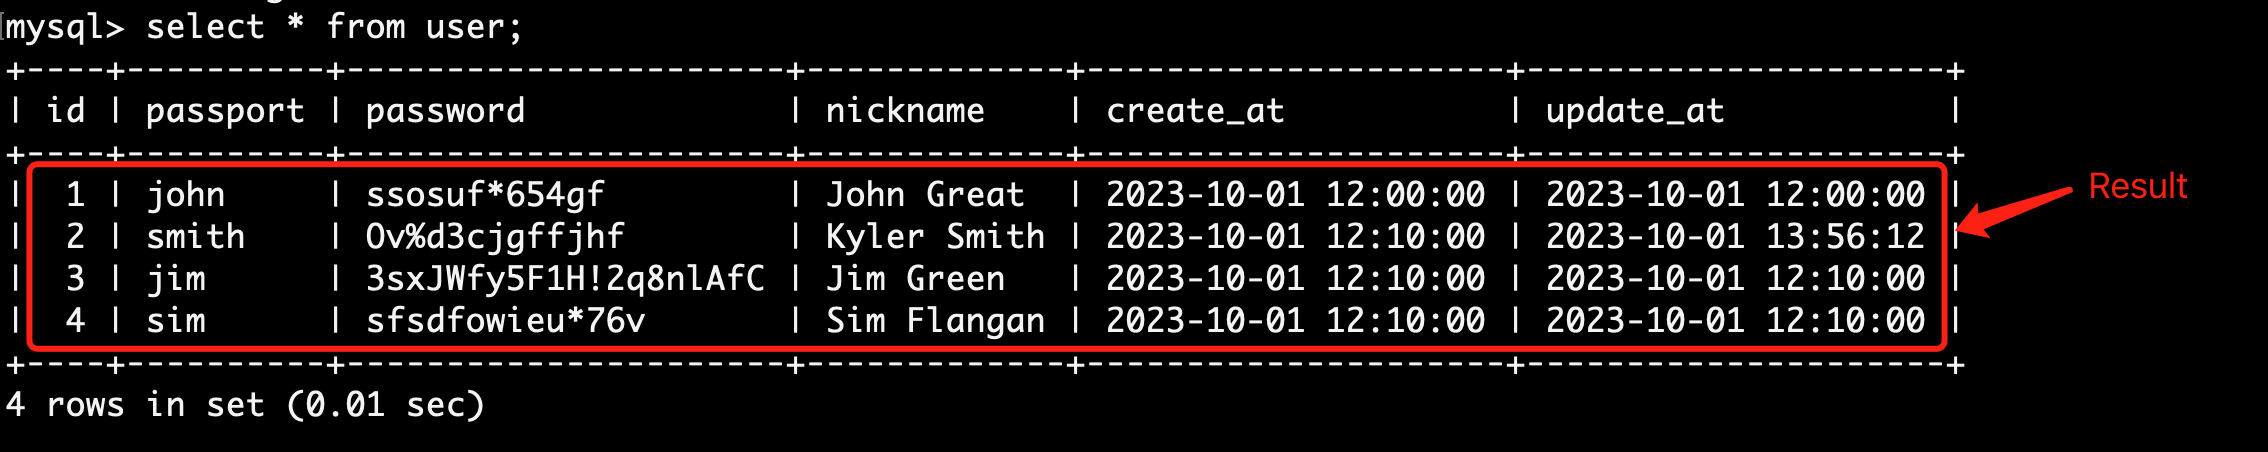 mysql> select * from user;
+----+----------+----------------------+-------------+---------------------+---------------------+
| id | passport | password             | nickname    | create_at           | update_at           |
+----+----------+----------------------+-------------+---------------------+---------------------+
|  1 | john     | ssosuf*654gf         | John Great  | 2023-10-01 12:00:00 | 2023-10-01 12:00:00 |
Result
|  2 | smith    | Ov%d3cjgffjhf        | Kyler Smith | 2023-10-01 12:10:00 | 2023-10-01 13:56:12 |
|  3 | jim      | 3sxJWfy5F1H!2q8nlAfC | Jim Green   | 2023-10-01 12:10:00 | 2023-10-01 12:10:00 |
|  4 | sim      | sfsdfowieu*76v       | Sim Flangan | 2023-10-01 12:10:00 | 2023-10-01 12:10:00 |
+----+----------+----------------------+-------------+---------------------+---------------------+
4 rows in set (0.01 sec)